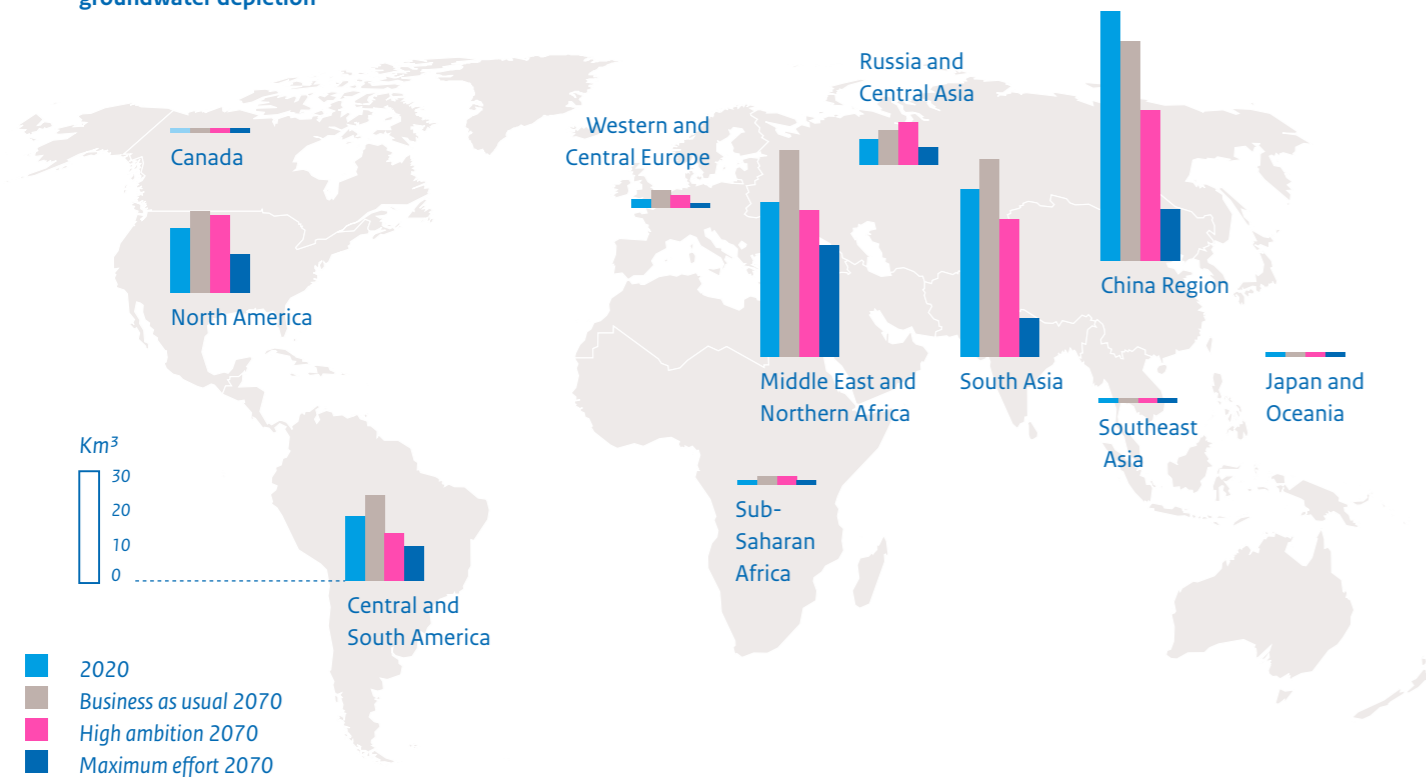 groundwater depletion
Russia and
Central Asia
Western and
Central Europe
Canada
China Region
North America
Middle East and
Northern Africa
South Asia
Japan and
Oceania
Southeast
Asia
Km³
30
20
10
0
Sub-
Saharan
Africa
Central and
South America
2020
Business as usual 2070
High ambition 2070
Maximum effort 2070